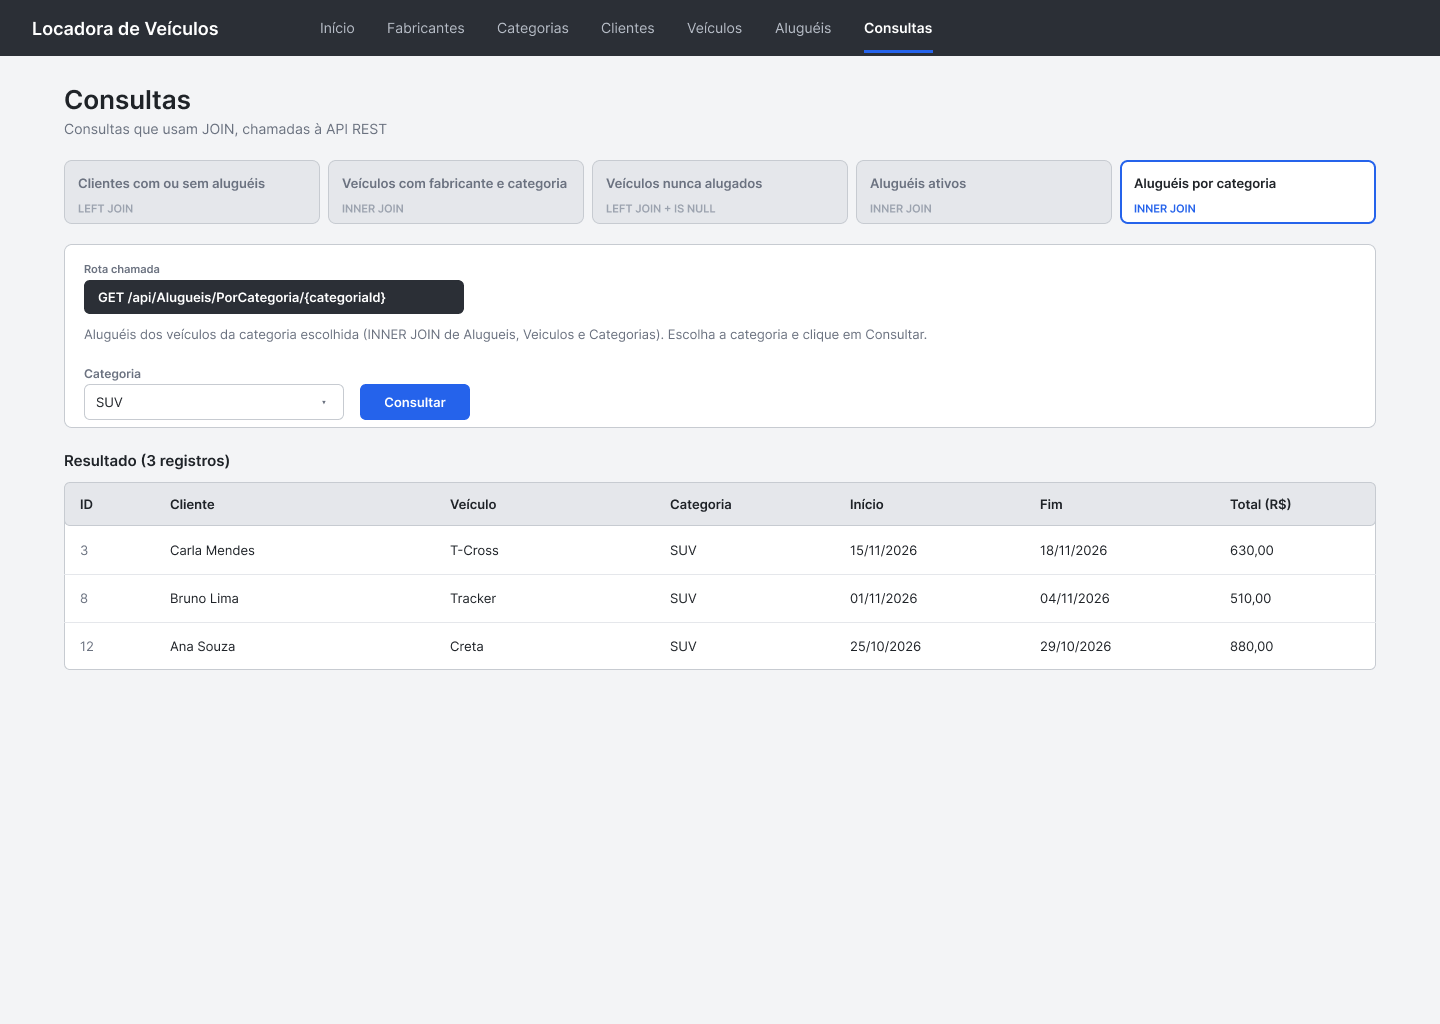 Locadora de Veículos
Início Fabricantes Categorias Clientes Veículos Aluguéis Consultas
Consultas
Consultas que usam JOIN, chamadas à API REST
Clientes com ou sem aluguéis
LEFT JOIN
Veículos com fabricante e categoria
INNER JOIN
Veículos nunca alugados
LEFT JOIN + IS NULL
Aluguéis ativos
INNER JOIN
Aluguéis por categoria
INNER JOIN
Rota chamada
GET /api/Alugueis/PorCategoria/{categoriaId}
Aluguéis dos veículos da categoria escolhida (INNER JOIN de Alugueis, Veiculos e Categorias). Escolha a categoria e clique em Consultar.
Categoria
SUV
Consultar
Resultado (3 registros)
ID Cliente Veículo Categoria Início Fim Total (R$)
3 Carla Mendes T-Cross SUV 15/11/2026 18/11/2026 630,00
8 Bruno Lima Tracker SUV 01/11/2026 04/11/2026 510,00
12 Ana Souza Creta SUV 25/10/2026 29/10/2026 880,00